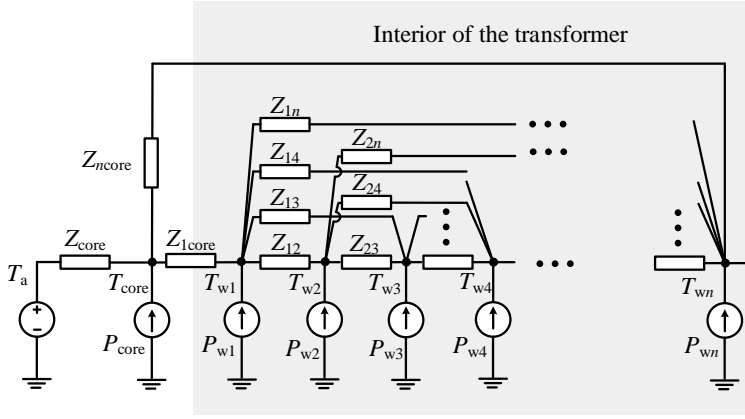 Interior of the transformer
Z1n
Z2n
Zncore
Z14
Z24
Z13
Zcore
Z1core
Z12
Z23
Ta
Tcore
Tw1
Tw2
Tw3
Tw4
Twn
+
−
Pcore
Pw1
Pw2
Pw3
Pw4
Pwn